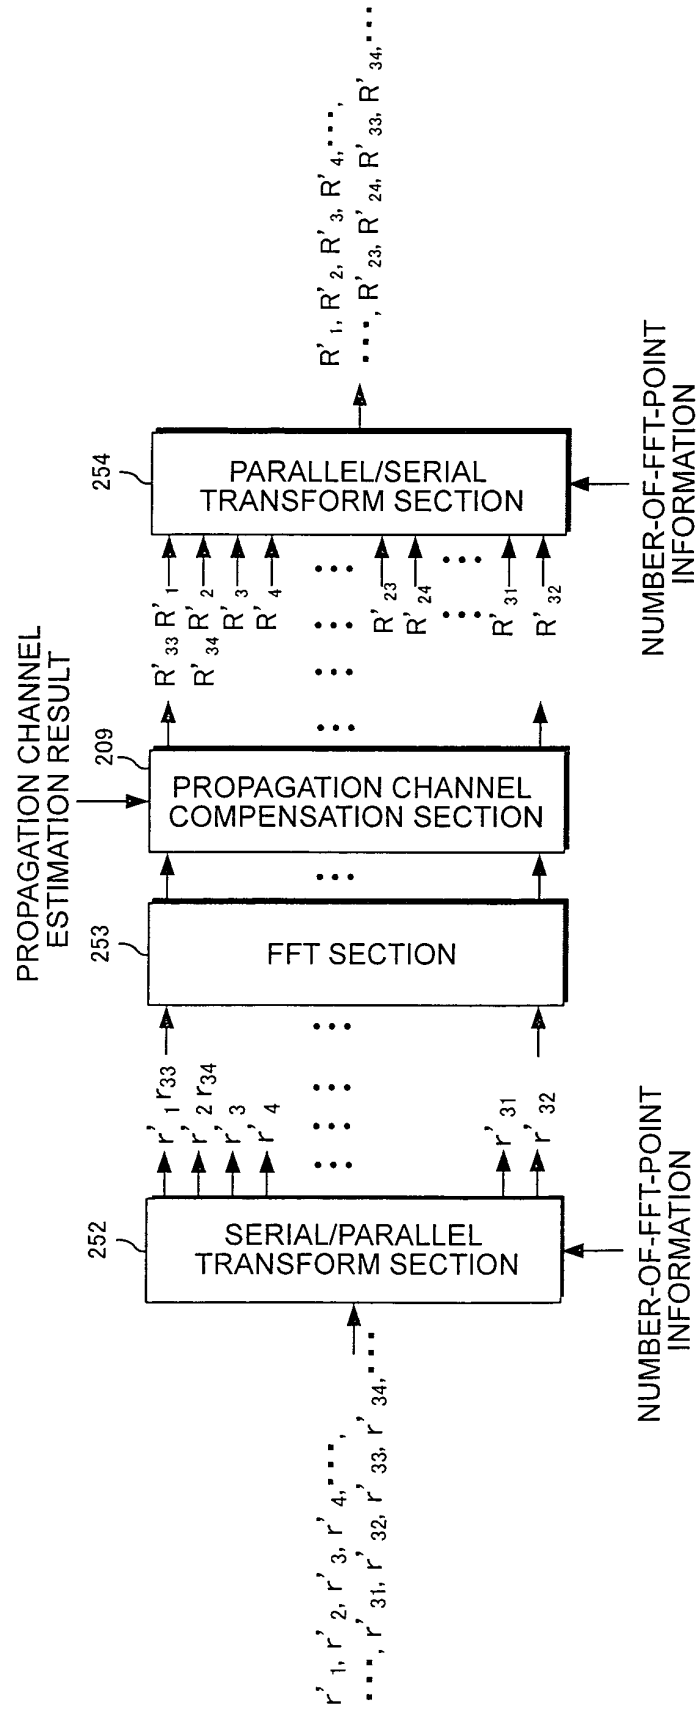 PROPAGATION CHANNEL
ESTIMATION RESULT
252
253
209
254
r'1, r'2, r'3, r'4, ...,
..., r'31, r'32, r'33, r'34, ...
SERIAL/PARALLEL
TRANSFORM SECTION
r'1 r33
r'2 r34
r'3
r'4
...
...
...
...
r'31
r'32
FFT SECTION
...
PROPAGATION CHANNEL
COMPENSATION SECTION
...
...
...
...
R'33 R'1
R'34 R'2
R'3
R'4
R'23
R'24
...
...
R'31
R'32
PARALLEL/SERIAL
TRANSFORM SECTION
R'1, R'2, R'3, R'4, ...,
..., R'23, R'24, R'33, R'34, ...
NUMBER-OF-FFT-POINT
INFORMATION
NUMBER-OF-FFT-POINT
INFORMATION